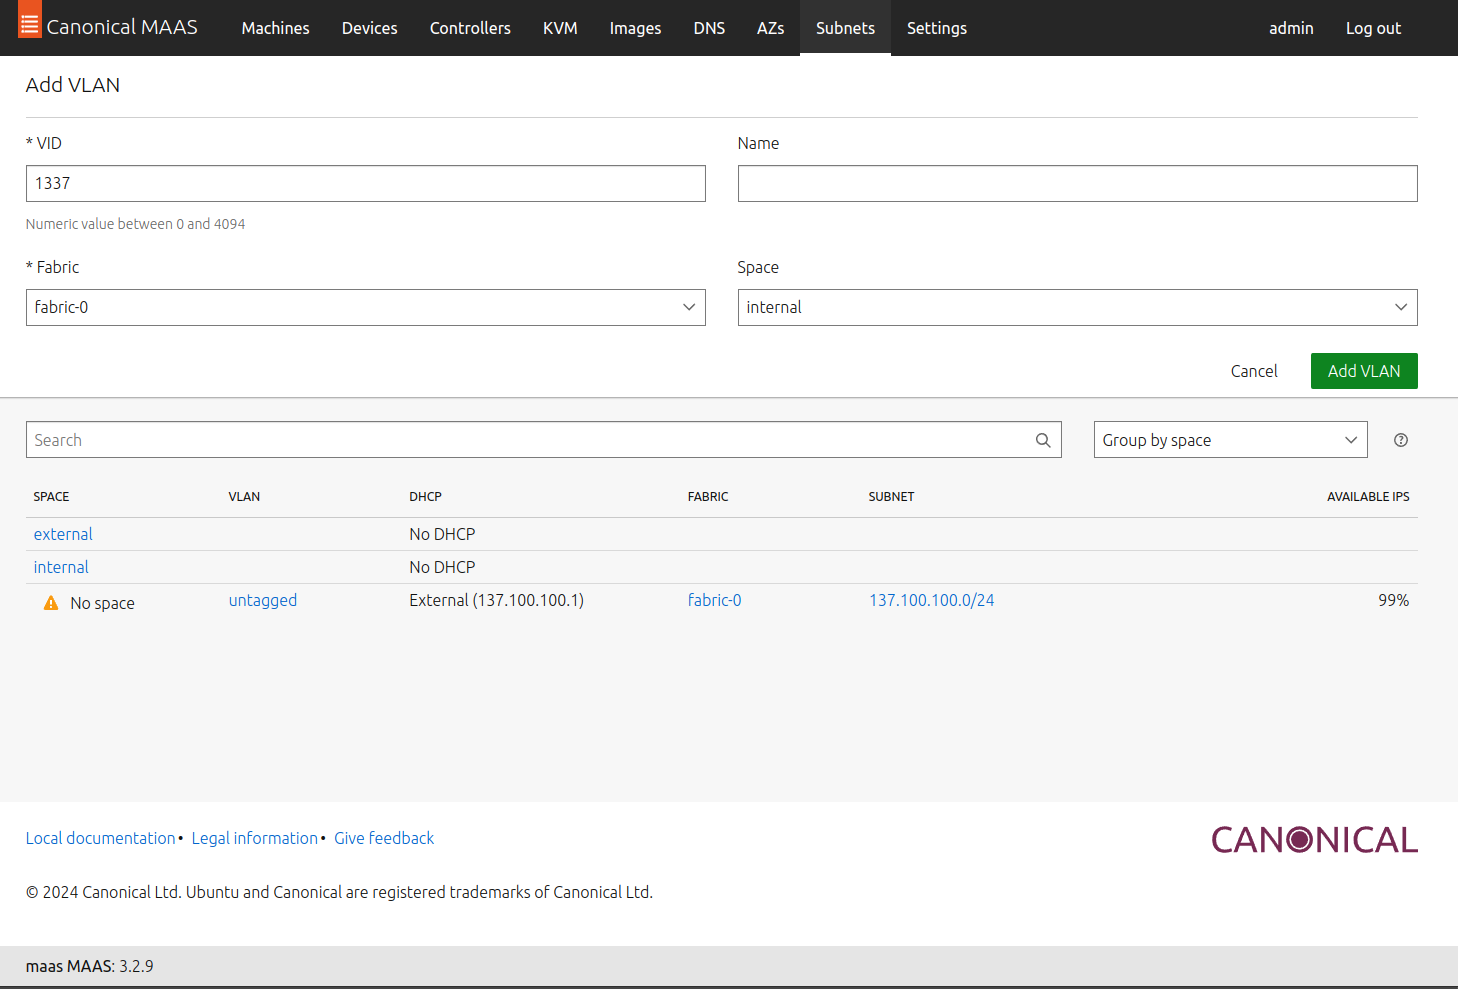 Canonical MAAS Machines Devices Controllers KVM Images DNS AZs Subnets Settings admin Log out
Add VLAN
* VID Name
1337
Numeric value between 0 and 4094
* Fabric Space
fabric-0 internal
Cancel Add VLAN
Search Group by space
SPACE VLAN DHCP FABRIC SUBNET AVAILABLE IPS
external No DHCP
internal No DHCP
No space untagged External (137.100.100.1) fabric-0 137.100.100.0/24 99%
Local documentation • Legal information • Give feedback CANONICAL
© 2024 Canonical Ltd. Ubuntu and Canonical are registered trademarks of Canonical Ltd.
maas MAAS: 3.2.9